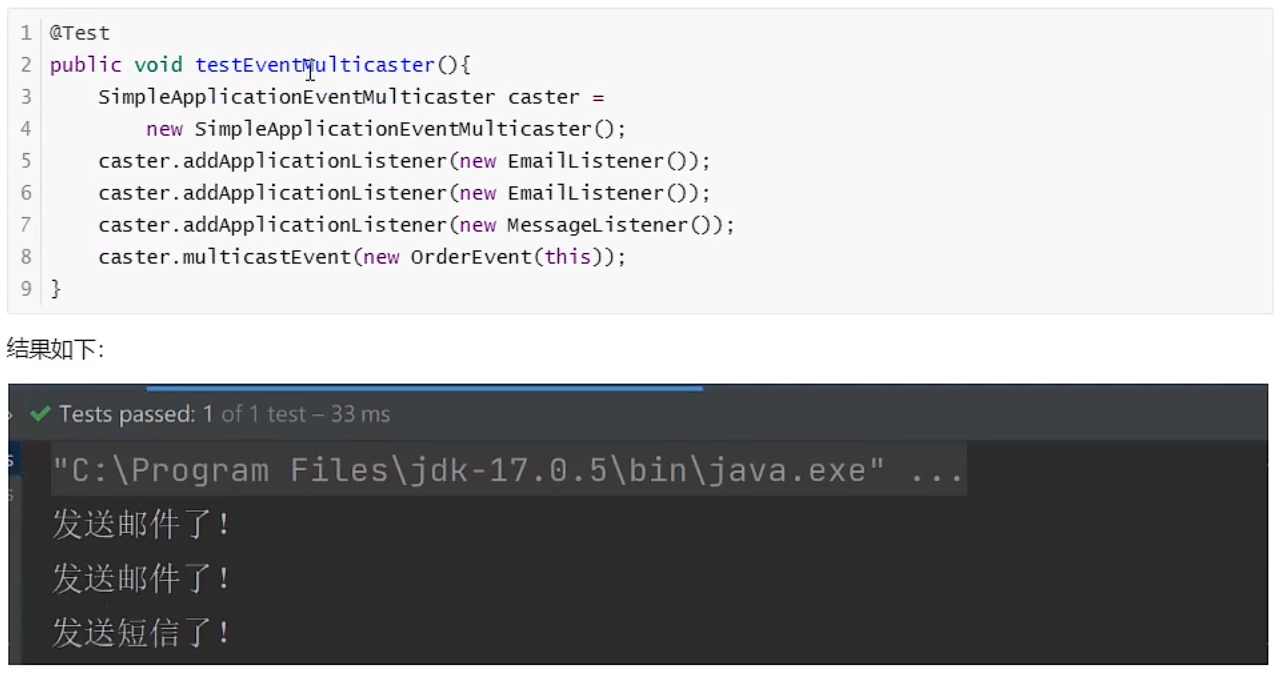 1 @Test
2 public void testEventMulticaster(){
3     SimpleApplicationEventMulticaster caster =
4         new SimpleApplicationEventMulticaster();
5     caster.addApplicationListener(new EmailListener());
6     caster.addApplicationListener(new EmailListener());
7     caster.addApplicationListener(new MessageListener());
8     caster.multicastEvent(new OrderEvent(this));
9 }
结果如下：
Tests passed: 1 of 1 test – 33 ms
"C:\Program Files\jdk-17.0.5\bin\java.exe" ...
发送邮件了！
发送邮件了！
发送短信了！